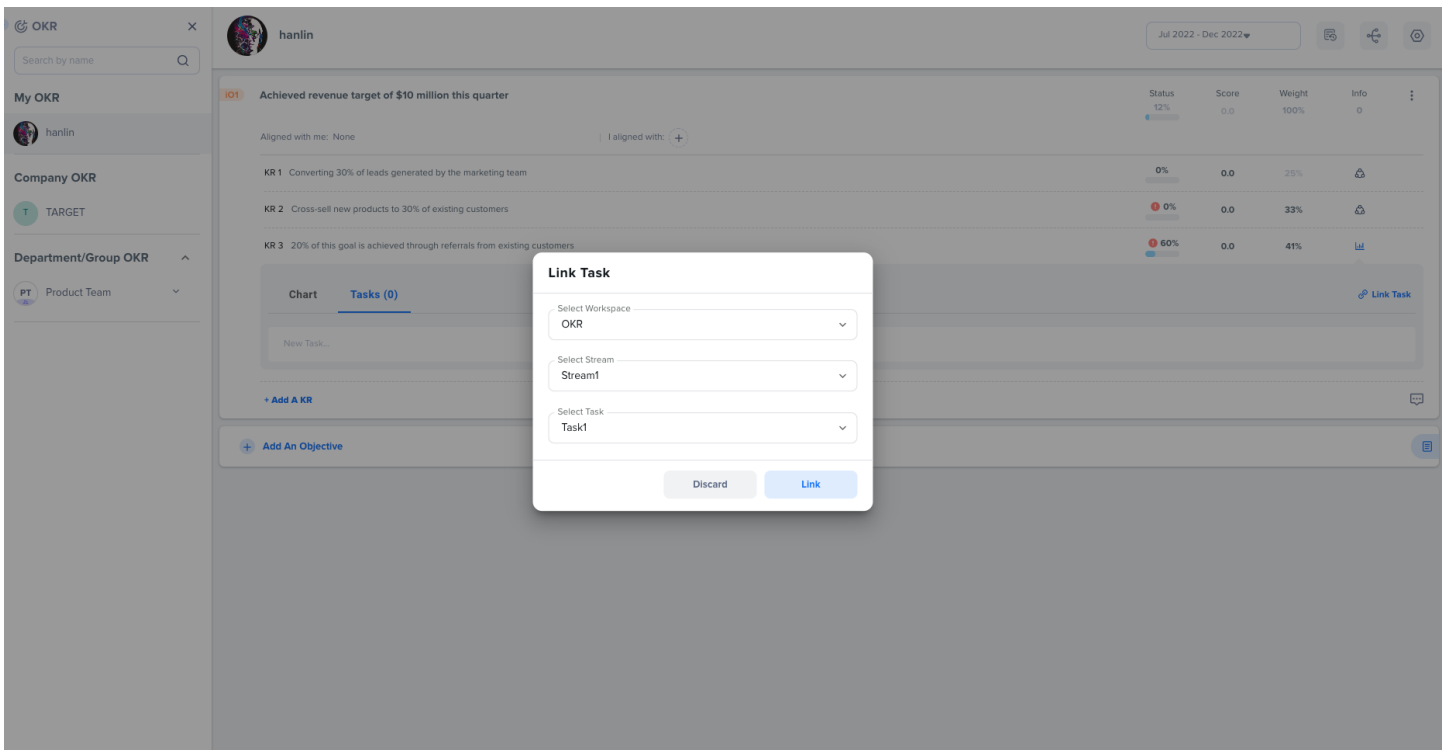 OKR
Search by name
My OKR
hanlin
Company OKR
T TARGET
Department/Group OKR
PT Product Team
hanlin
Jul 2022 - Dec 2022
iO1 Achieved revenue target of $10 million this quarter
Status Score Weight Info
12% 0.0 100% 0
Aligned with me: None I aligned with:
KR 1 Converting 30% of leads generated by the marketing team 0% 0.0 25%
KR 2 Cross-sell new products to 30% of existing customers 0% 0.0 33%
KR 3 20% of this goal is achieved through referrals from existing customers 60% 0.0 41%
Chart Tasks (0) Link Task
New Task...
+ Add A KR
+ Add An Objective
Link Task
Select Workspace
OKR
Select Stream
Stream1
Select Task
Task1
Discard Link